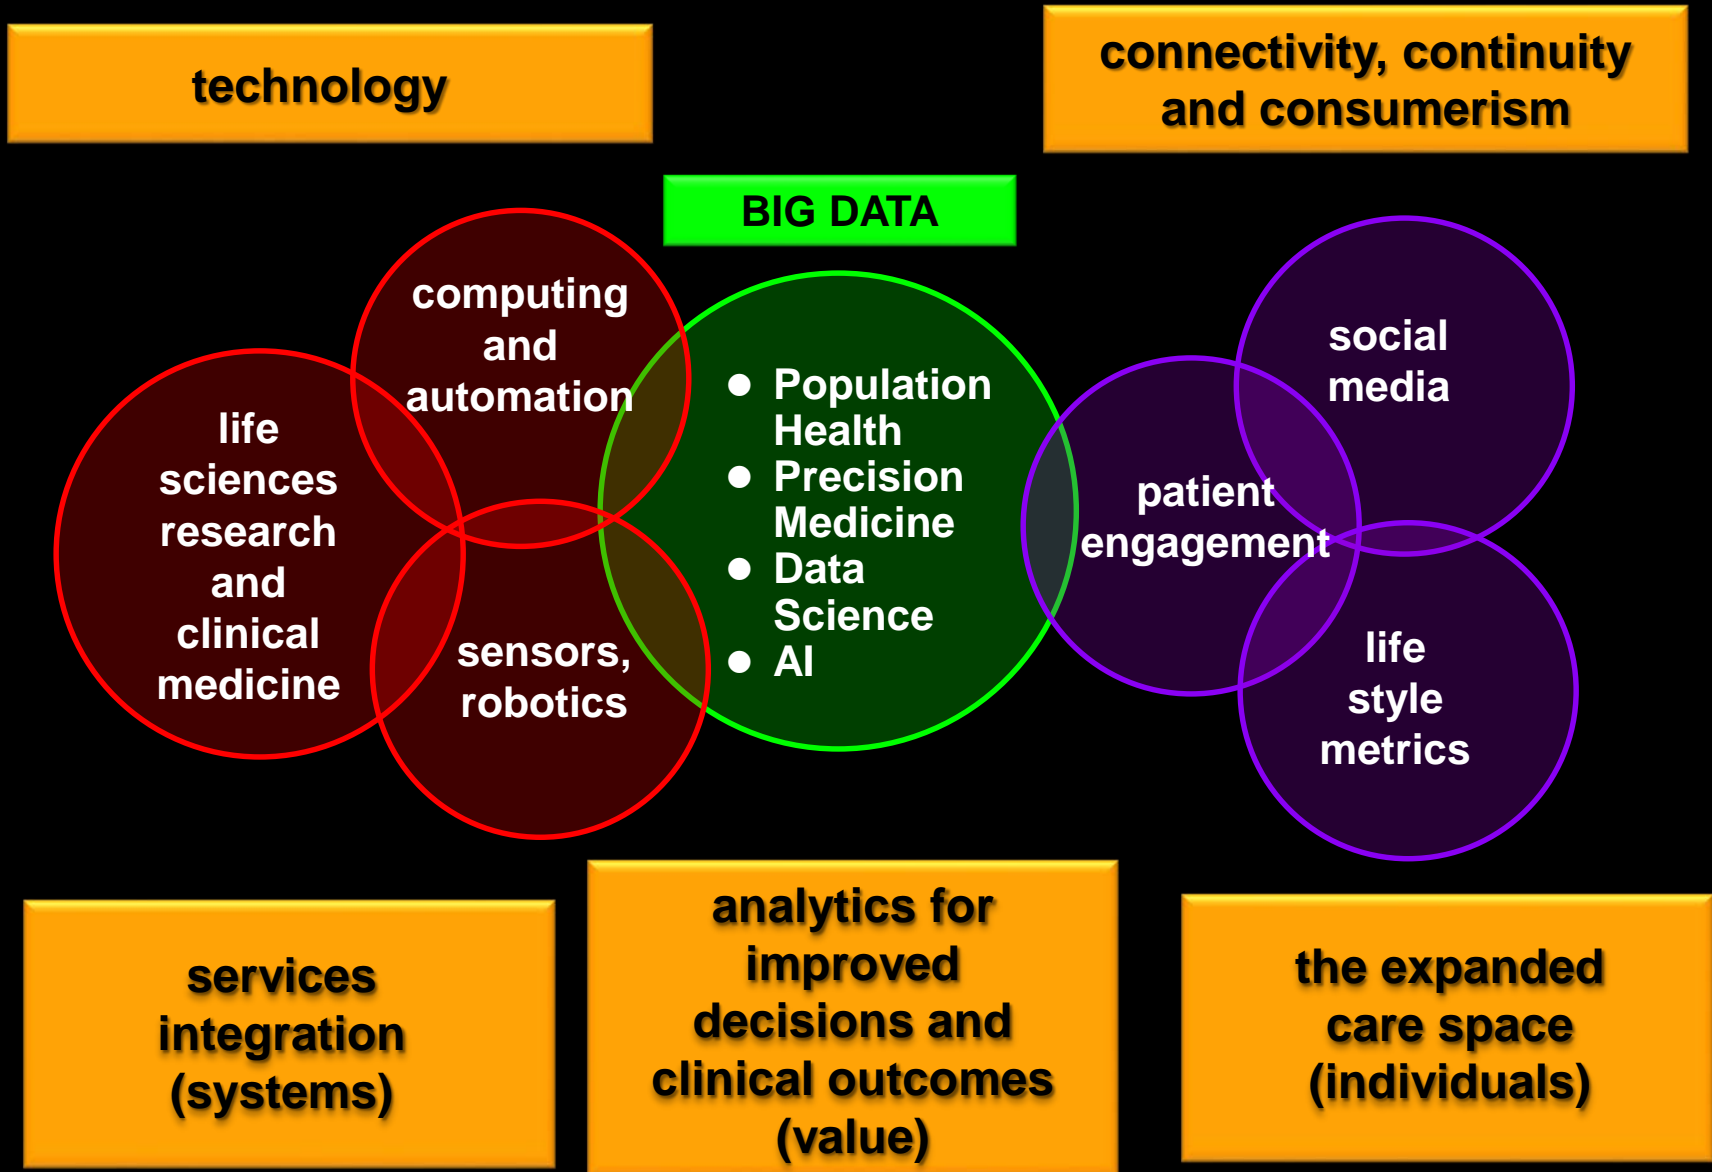 technology
connectivity, continuity
and consumerism
BIG DATA
computing
and
automation
life
sciences
research
and
clinical
medicine
sensors,
robotics
● Population
Health
● Precision
Medicine
● Data
Science
● AI
social
media
patient
engagement
life
style
metrics
services
integration
(systems)
analytics for
improved
decisions and
clinical outcomes
(value)
the expanded
care space
(individuals)